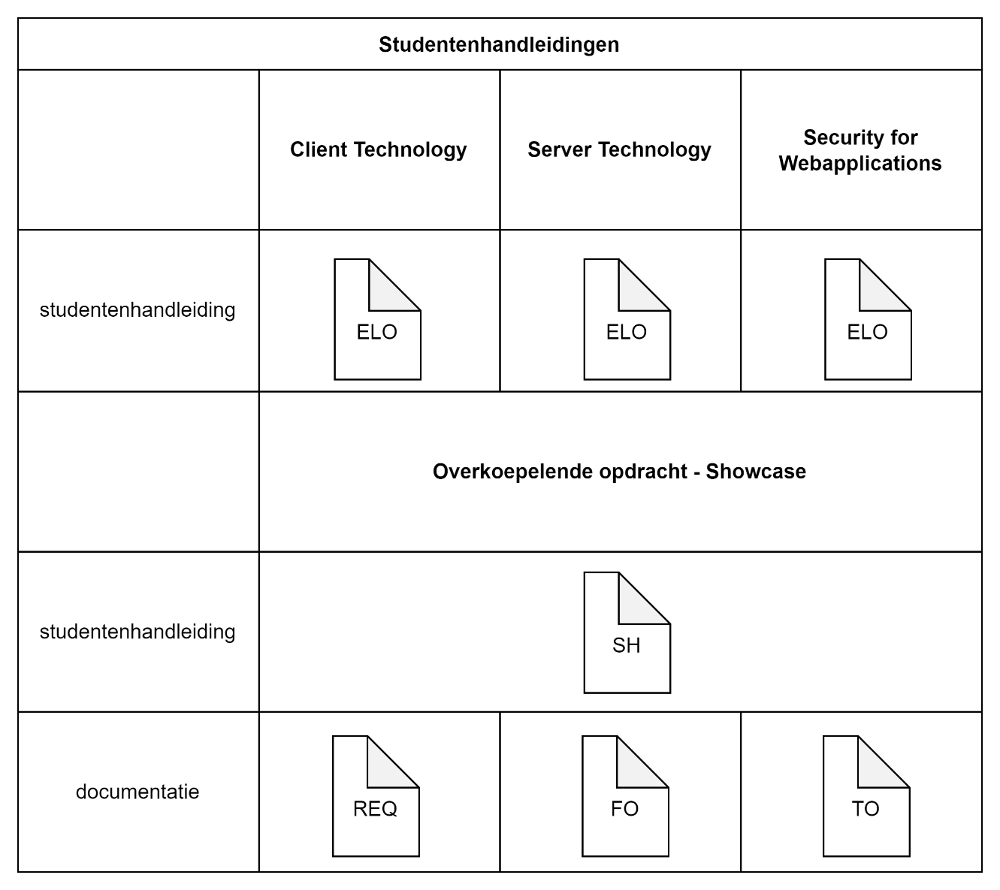 Studentenhandleidingen
Client Technology
Server Technology
Security for
Webapplications
studentenhandleiding
ELO
ELO
ELO
Overkoepelende opdracht - Showcase
studentenhandleiding
SH
documentatie
REQ
FO
TO